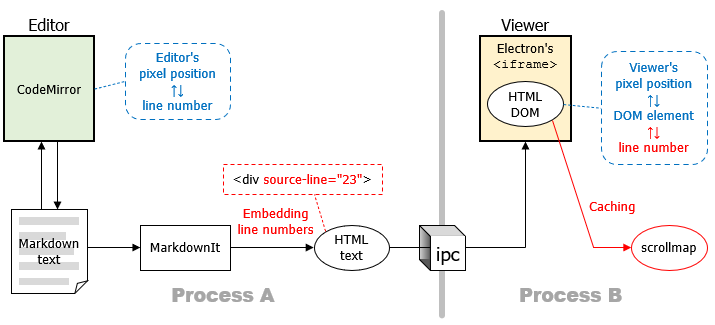 Editor
CodeMirror
Editor's
pixel position
↑↓
line number
Markdown
text
MarkdownIt
<div source-line="23">
Embedding
line numbers
HTML
text
ipc
Process A
Viewer
Electron's
<iframe>
HTML
DOM
Viewer's
pixel position
↑↓
DOM element
↑↓
line number
Caching
scrollmap
Process B